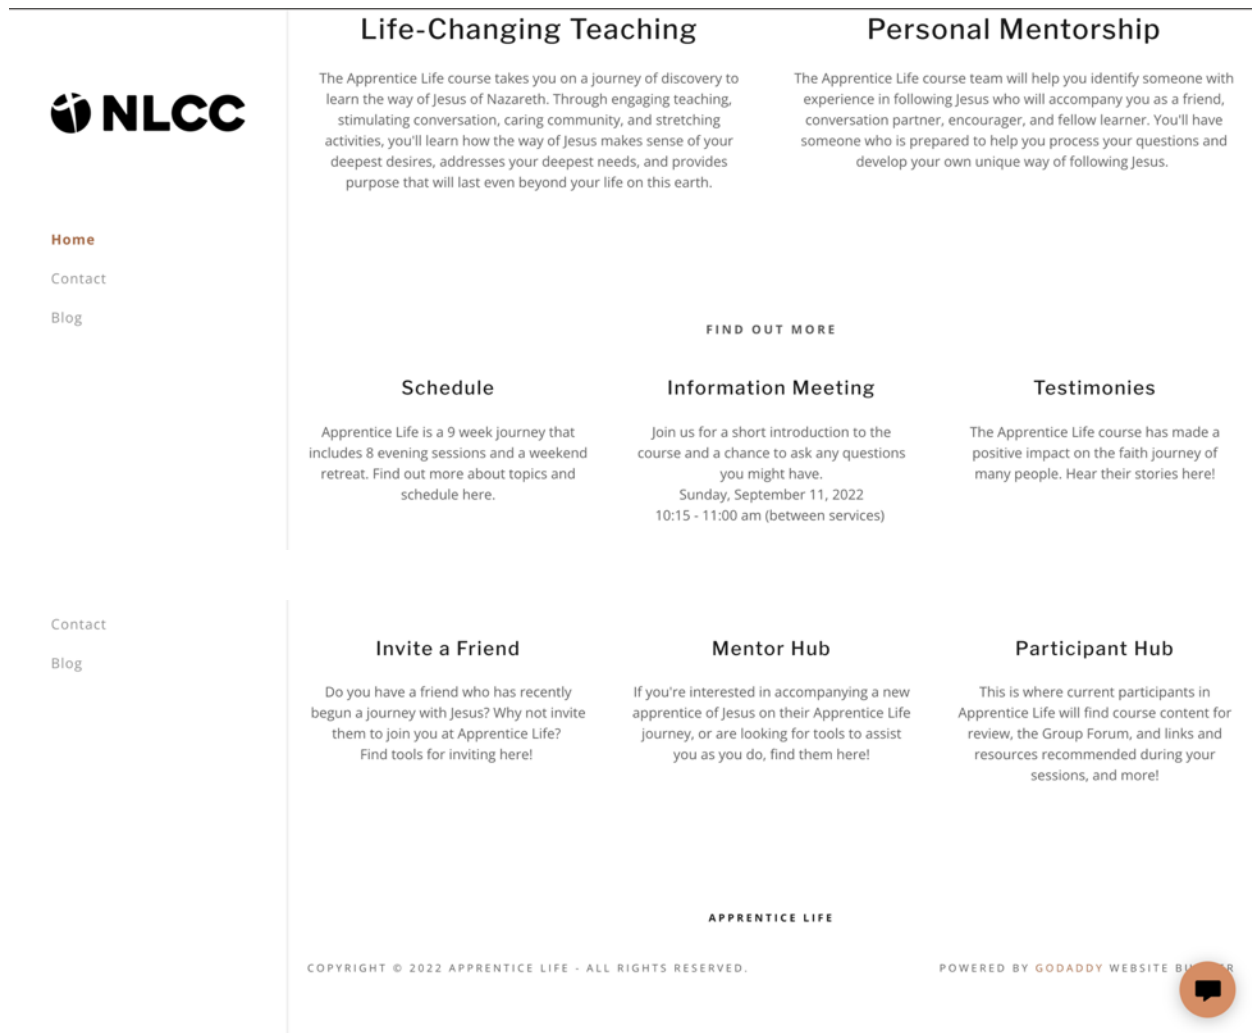 Life-Changing Teaching
The Apprentice Life course takes you on a journey of discovery to
learn the way of Jesus of Nazareth. Through engaging teaching,
stimulating conversation, caring community, and stretching
activities, you'll learn how the way of Jesus makes sense of your
deepest desires, addresses your deepest needs, and provides
purpose that will last even beyond your life on this earth.
Personal Mentorship
The Apprentice Life course team will help you identify someone with
experience in following Jesus who will accompany you as a friend,
conversation partner, encourager, and fellow learner. You'll have
someone who is prepared to help you process your questions and
develop your own unique way of following Jesus.
NLCC
Home
Contact
Blog
FIND OUT MORE
Schedule
Apprentice Life is a 9 week journey that
includes 8 evening sessions and a weekend
retreat. Find out more about topics and
schedule here.
Information Meeting
Join us for a short introduction to the
course and a chance to ask any questions
you might have.
Sunday, September 11, 2022
10:15 - 11:00 am (between services)
Testimonies
The Apprentice Life course has made a
positive impact on the faith journey of
many people. Hear their stories here!
Contact
Blog
Invite a Friend
Do you have a friend who has recently
begun a journey with Jesus? Why not invite
them to join you at Apprentice Life?
Find tools for inviting here!
Mentor Hub
If you're interested in accompanying a new
apprentice of Jesus on their Apprentice Life
journey, or are looking for tools to assist
you as you do, find them here!
Participant Hub
This is where current participants in
Apprentice Life will find course content for
review, the Group Forum, and links and
resources recommended during your
sessions, and more!
APPRENTICE LIFE
COPYRIGHT © 2022 APPRENTICE LIFE - ALL RIGHTS RESERVED.
POWERED BY GODADDY WEBSITE